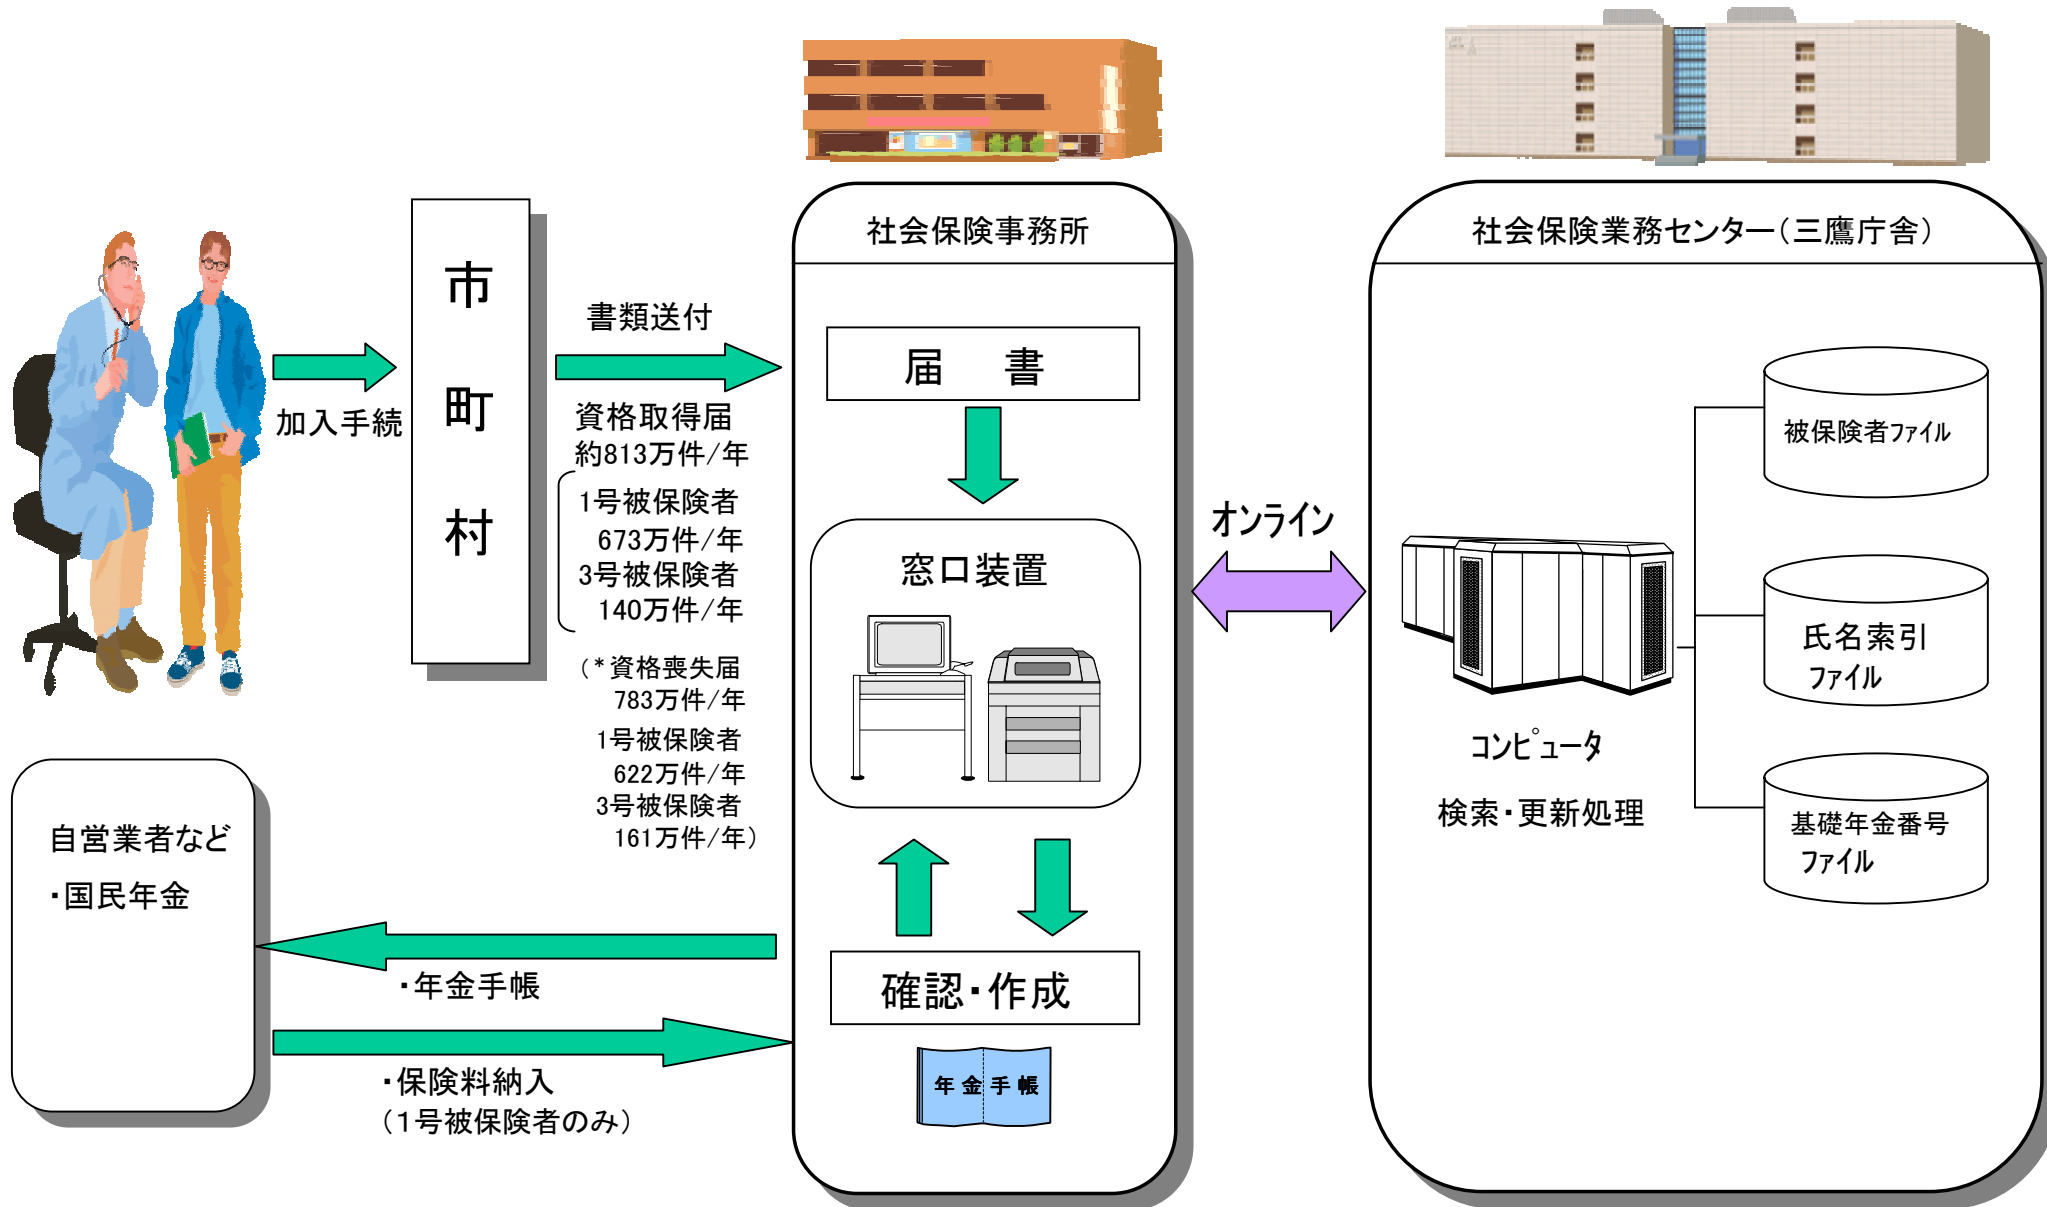 社会保険事務所
社会保険業務センター（三鷹庁舎）
市
町
村
加入手続
書類送付
資格取得届
約813万件/年
1号被保険者
673万件/年
3号被保険者
140万件/年
（*資格喪失届
783万件/年
1号被保険者
622万件/年
3号被保険者
161万件/年）
届　書
窓口装置
確認・作成
年金手帳
オンライン
コンピュータ
検索・更新処理
被保険者ファイル
氏名索引
ファイル
基礎年金番号
ファイル
自営業者など
・国民年金
・年金手帳
・保険料納入
（1号被保険者のみ）